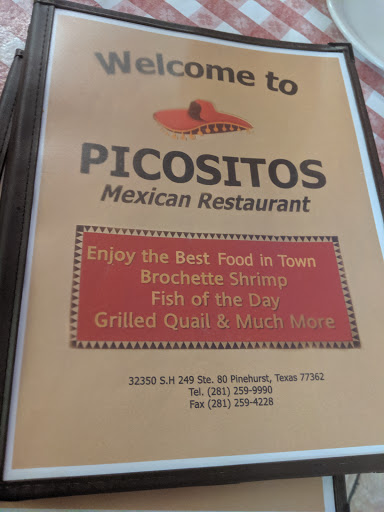 Welcome to
PICOSITOS
Mexican Restaurant
Enjoy the Best Food in Town
Brochette Shrimp
Fish of the Day
Grilled Quail & Much More
32350 S.H 249 Ste. 80 Pinehurst, Texas 77362
Tel. (281) 259-9990
Fax (281) 259-4228